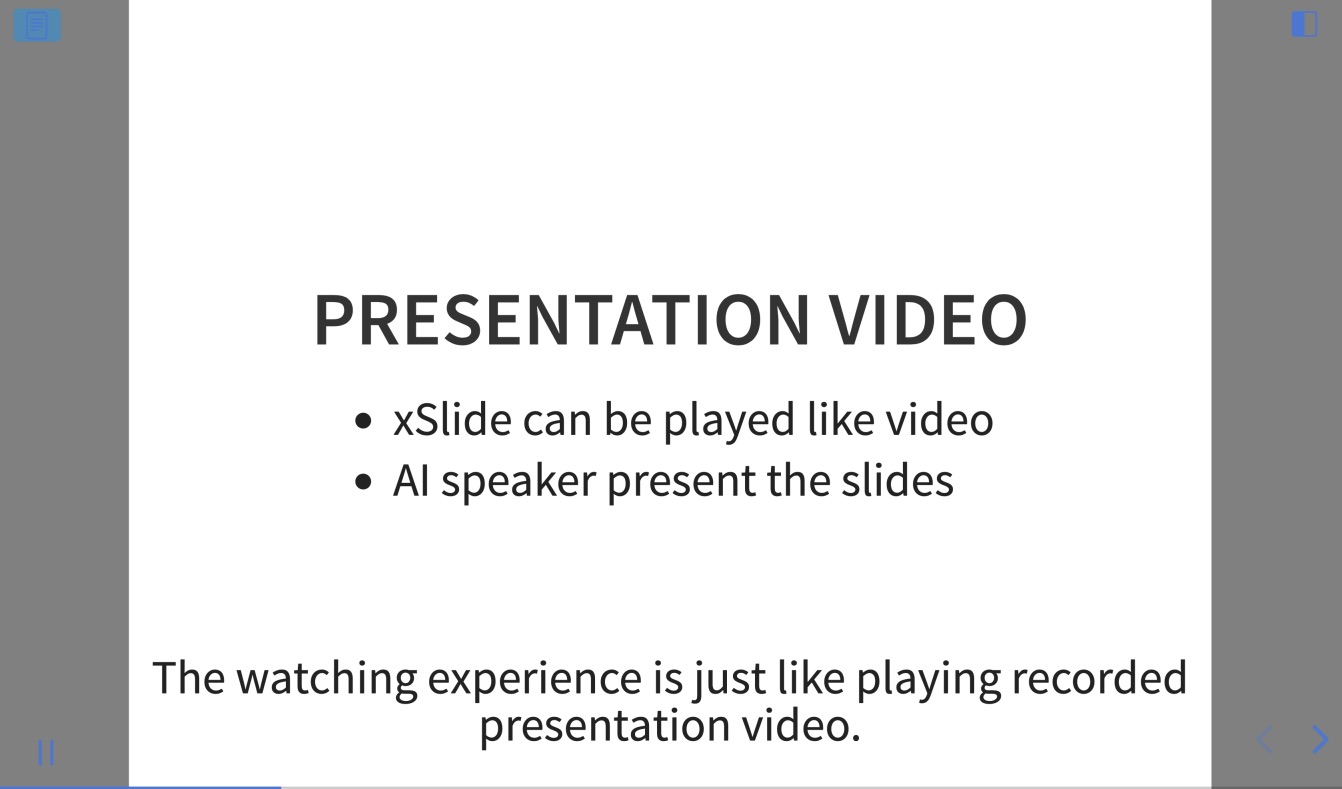 PRESENTATION VIDEO
• xSlide can be played like video
• AI speaker present the slides
The watching experience is just like playing recorded
presentation video.